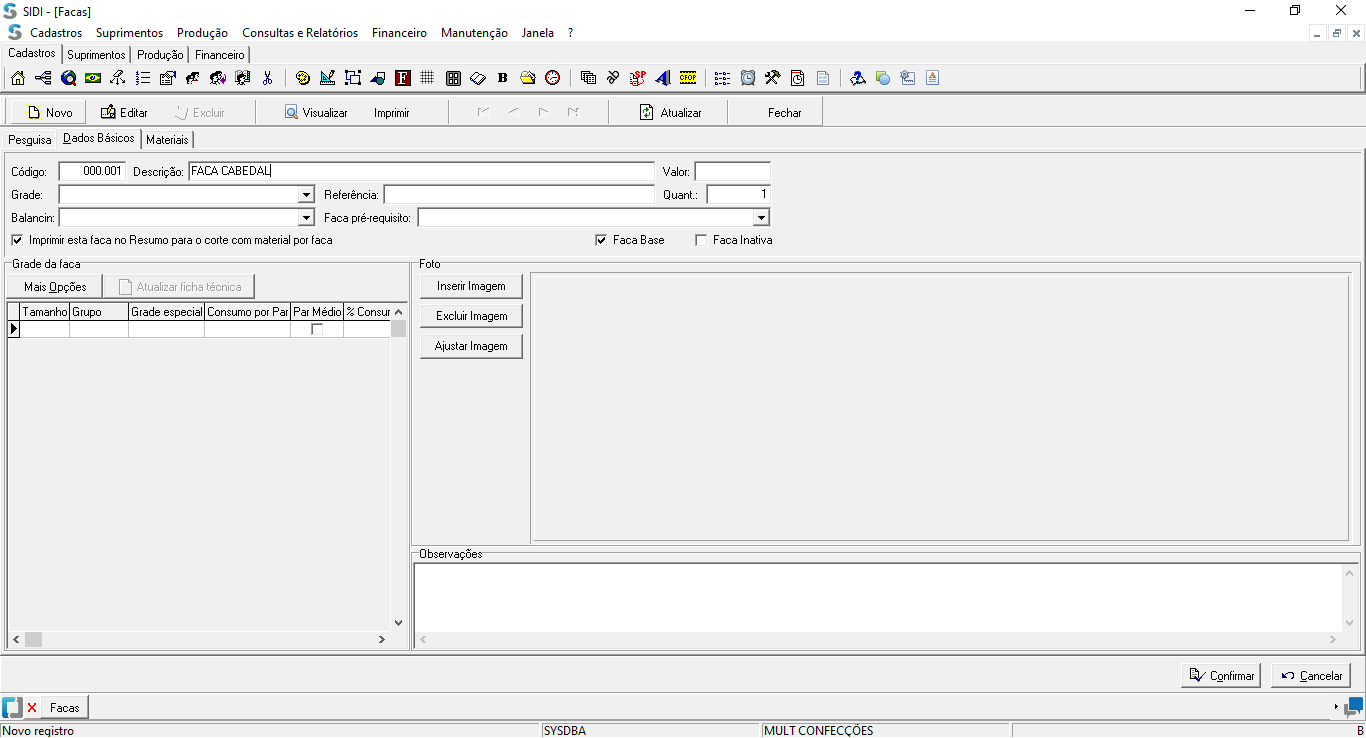 SIDI - [Facas]
Cadastros Suprimentos Produção Consultas e Relatórios Financeiro Manutenção Janela ?
Cadastros Suprimentos Produção Financeiro
F B SP CFOP A
Novo Editar Excluir Visualizar Imprimir Atualizar Fechar
Pesquisa Dados Básicos Materiais
Código: 000.001 Descrição: FACA CABEDAL Valor:
Grade: Referência: Quant.: 1
Balancin: Faca pré-requisito:
Imprimir esta faca no Resumo para o corte com material por faca Faca Base Faca Inativa
Grade da faca Foto
Mais Opções Atualizar ficha técnica Inserir Imagem
Tamanho Grupo Grade especial Consumo por Par Par Médio % Consur
Excluir Imagem
Ajustar Imagem
Observações
Confirmar Cancelar
Facas
Novo registro SYSDBA MULT CONFECÇÕES B